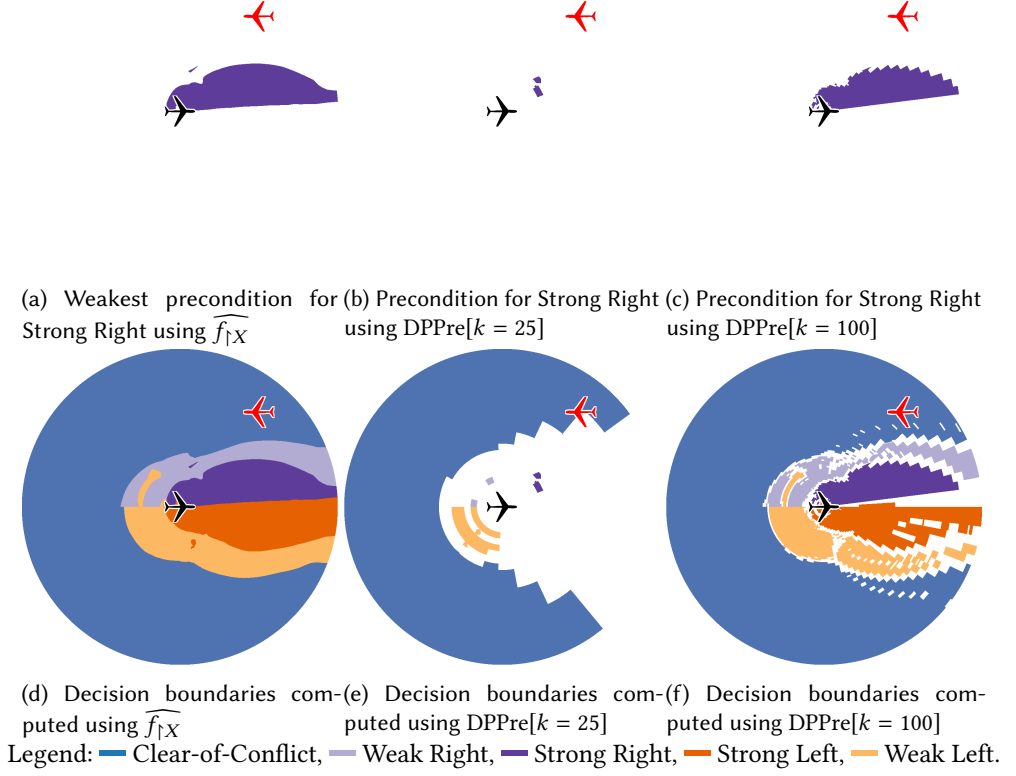 (a) Weakest precondition for
Strong Right using \widehat{f_{↾X}}
(b) Precondition for Strong Right
using DPPre[k = 25]
(c) Precondition for Strong Right
using DPPre[k = 100]
(d) Decision boundaries com-
puted using \widehat{f_{↾X}}
(e) Decision boundaries com-
puted using DPPre[k = 25]
(f) Decision boundaries com-
puted using DPPre[k = 100]
Legend: Clear-of-Conflict, Weak Right, Strong Right, Strong Left, Weak Left.